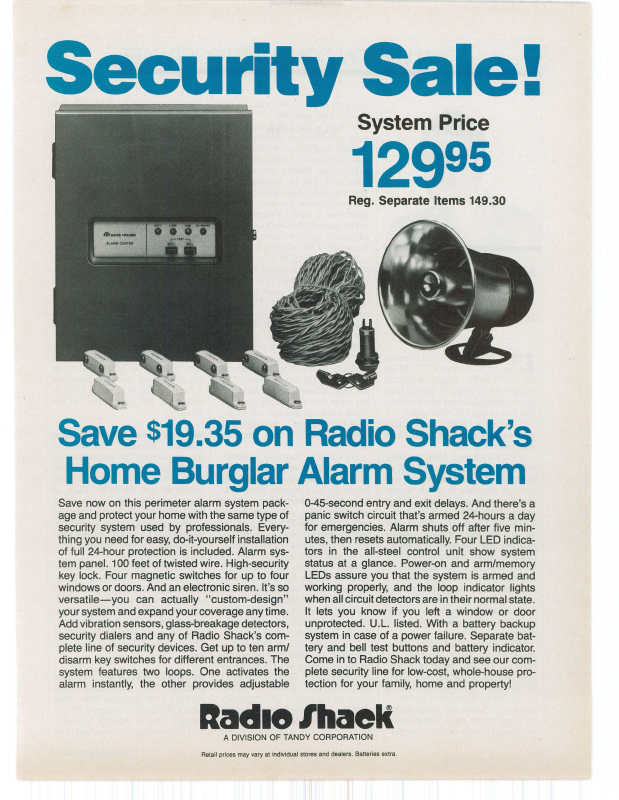 Security Sale!
System Price
129⁹⁵
Reg. Separate Items 149.30
SAFE HOUSE
ALARM CENTER
Save $19.35 on Radio Shack's
Home Burglar Alarm System
Save now on this perimeter alarm system pack-
age and protect your home with the same type of
security system used by professionals. Every-
thing you need for easy, do-it-yourself installation
of full 24-hour protection is included. Alarm sys-
tem panel. 100 feet of twisted wire. High-security
key lock. Four magnetic switches for up to four
windows or doors. And an electronic siren. It's so
versatile—you can actually "custom-design"
your system and expand your coverage any time.
Add vibration sensors, glass-breakage detectors,
security dialers and any of Radio Shack's com-
plete line of security devices. Get up to ten arm/
disarm key switches for different entrances. The
system features two loops. One activates the
alarm instantly, the other provides adjustable
0-45-second entry and exit delays. And there's a
panic switch circuit that's armed 24-hours a day
for emergencies. Alarm shuts off after five min-
utes, then resets automatically. Four LED indica-
tors in the all-steel control unit show system
status at a glance. Power-on and arm/memory
LEDs assure you that the system is armed and
working properly, and the loop indicator lights
when all circuit detectors are in their normal state.
It lets you know if you left a window or door
unprotected. U.L. listed. With a battery backup
system in case of a power failure. Separate bat-
tery and bell test buttons and battery indicator.
Come in to Radio Shack today and see our com-
plete security line for low-cost, whole-house pro-
tection for your family, home and property!
Radio Shack®
A DIVISION OF TANDY CORPORATION
Retail prices may vary at individual stores and dealers. Batteries extra.